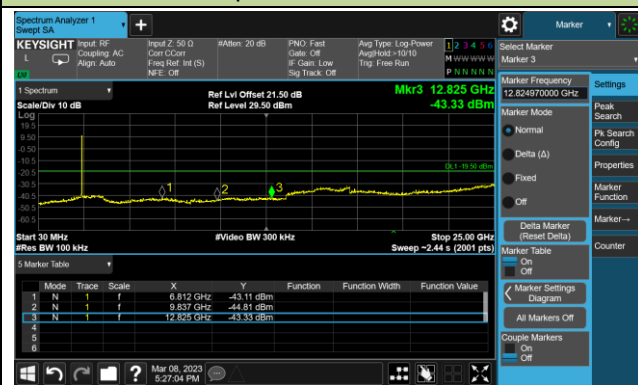 Spectrum Analyzer 1
Swept SA
+
Marker
KEYSIGHT
L
Input: RF
Coupling: AC
Align: Auto
Input Z: 50 Ω
Corr CCorr
Freq Ref: Int (S)
NFE: Off
#Atten: 20 dB
PNO: Fast
Gate: Off
IF Gain: Low
Sig Track: Off
Avg Type: Log-Power
Avg|Hold:>10/10
Trig: Free Run
1 2 3 4 5 6
M W W W W W
P N N N N N
Select Marker
Marker 3
1 Spectrum
Scale/Div 10 dB
Ref Lvl Offset 21.50 dB
Ref Level 29.50 dBm
Mkr3 12.825 GHz
-43.33 dBm
Log
19.5
9.50
-0.50
-10.5
-20.5
-30.5
-40.5
-50.5
-60.5
DL1 -19.50 dBm
1
2
3
Start 30 MHz
#Res BW 100 kHz
#Video BW 300 kHz
Stop 25.00 GHz
Sweep ~2.44 s (2001 pts)
5 Marker Table
Mode Trace Scale X Y Function Function Width Function Value
1 N 1 f 6.812 GHz -43.11 dBm
2 N 1 f 9.837 GHz -44.81 dBm
3 N 1 f 12.825 GHz -43.33 dBm
4
5
6
Marker Frequency
12.824970000 GHz
Marker Mode
Normal
Delta (Δ)
Fixed
Off
Delta Marker
(Reset Delta)
Marker Table
On
Off
Marker Settings
Diagram
All Markers Off
Couple Markers
On
Off
Settings
Peak
Search
Pk Search
Config
Properties
Marker
Function
Marker→
Counter
?
Mar 08, 2023
5:27:04 PM